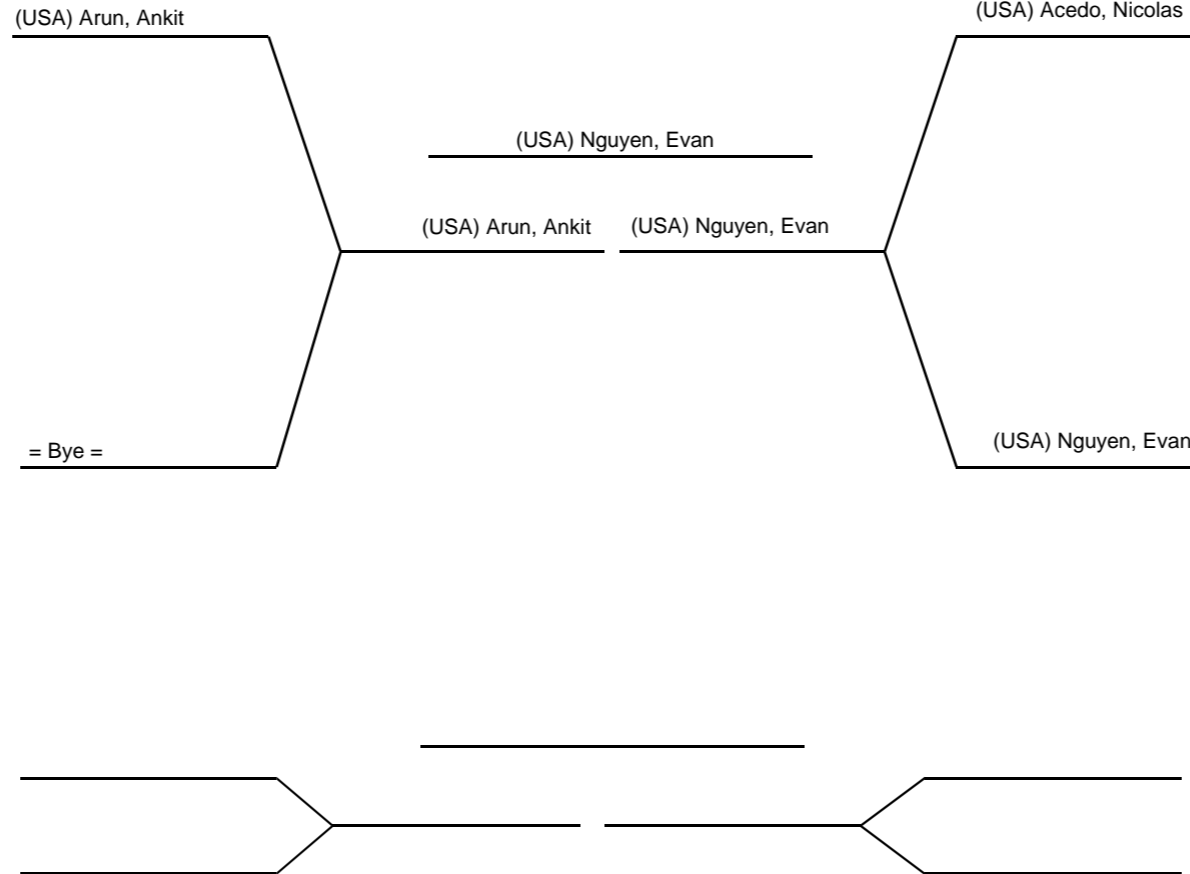 (USA) Arun, Ankit
(USA) Acedo, Nicolas
(USA) Nguyen, Evan
(USA) Arun, Ankit
(USA) Nguyen, Evan
= Bye =
(USA) Nguyen, Evan